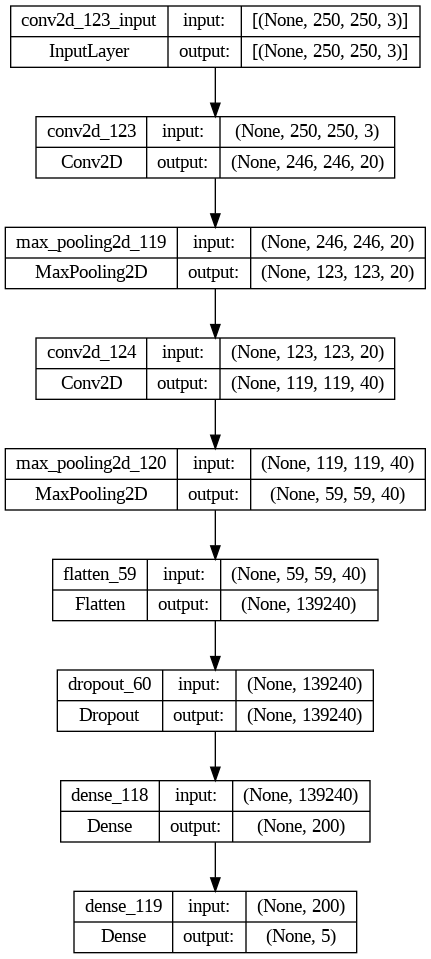 conv2d_123_input input: [(None, 250, 250, 3)]
InputLayer output: [(None, 250, 250, 3)]
conv2d_123 input: (None, 250, 250, 3)
Conv2D output: (None, 246, 246, 20)
max_pooling2d_119 input: (None, 246, 246, 20)
MaxPooling2D output: (None, 123, 123, 20)
conv2d_124 input: (None, 123, 123, 20)
Conv2D output: (None, 119, 119, 40)
max_pooling2d_120 input: (None, 119, 119, 40)
MaxPooling2D output: (None, 59, 59, 40)
flatten_59 input: (None, 59, 59, 40)
Flatten output: (None, 139240)
dropout_60 input: (None, 139240)
Dropout output: (None, 139240)
dense_118 input: (None, 139240)
Dense output: (None, 200)
dense_119 input: (None, 200)
Dense output: (None, 5)